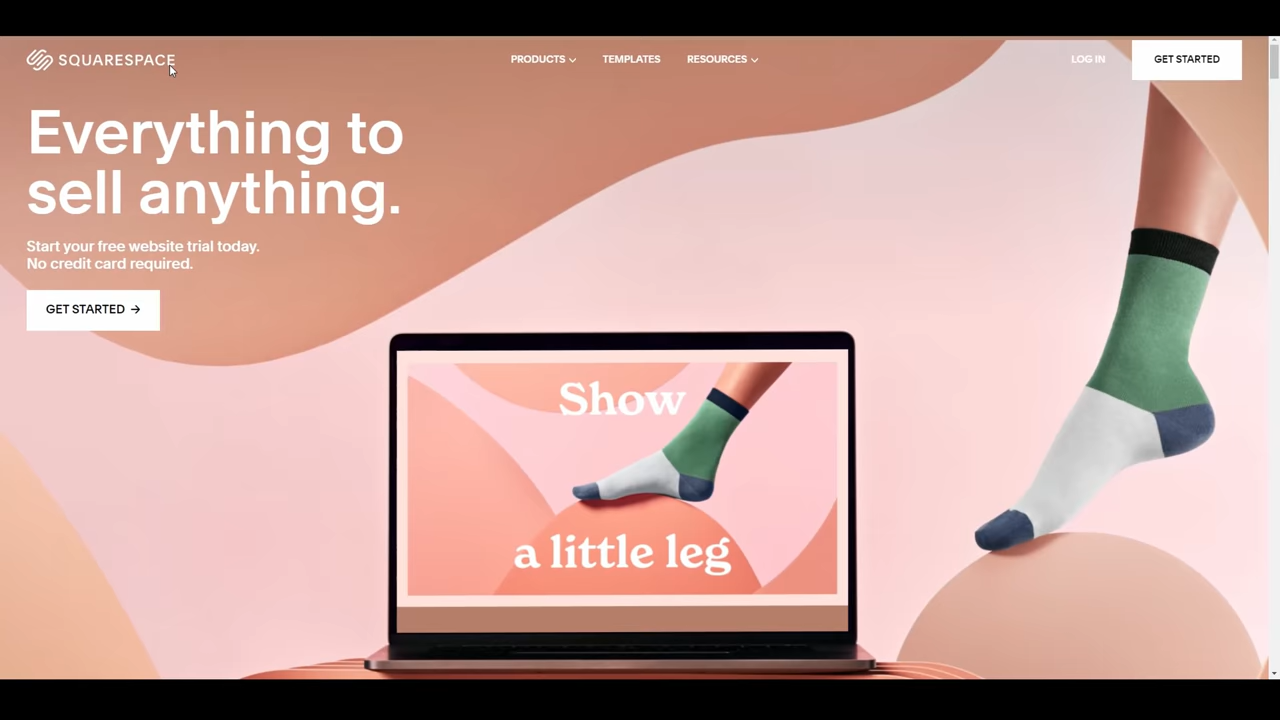 SQUARESPACE
PRODUCTS
TEMPLATES
RESOURCES
LOG IN
GET STARTED
Everything to
sell anything.
Start your free website trial today.
No credit card required.
GET STARTED →
Show
a little leg